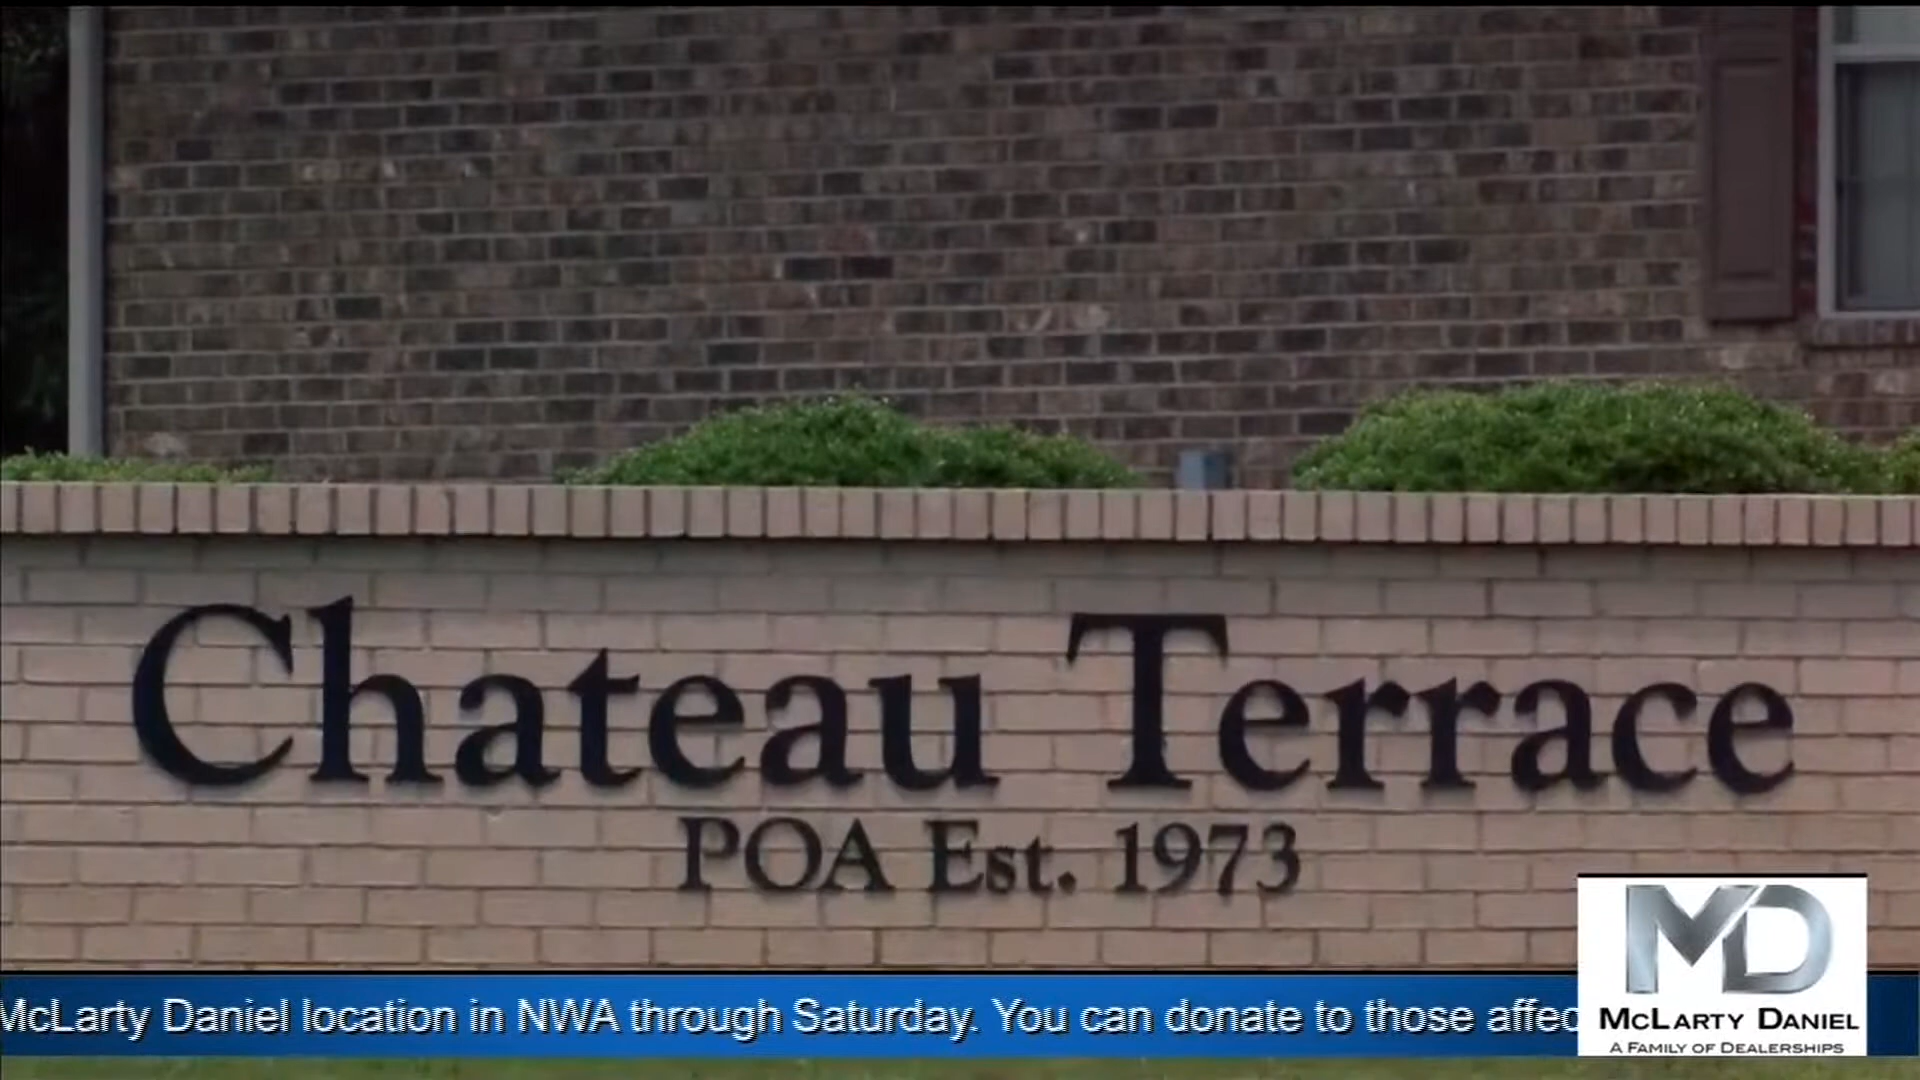 Chateau Terrace
POA Est. 1973
McLarty Daniel location in NWA through Saturday. You can donate to those affec
MD
MCLARTY DANIEL
A FAMILY OF DEALERSHIPS